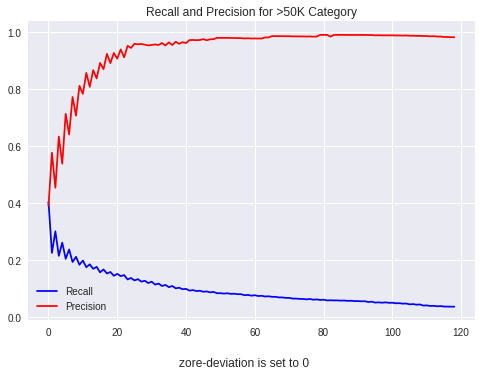 Recall and Precision for >50K Category
1.0
0.8
0.6
0.4
0.2
0.0
Recall
Precision
0 20 40 60 80 100 120
zore-deviation is set to 0